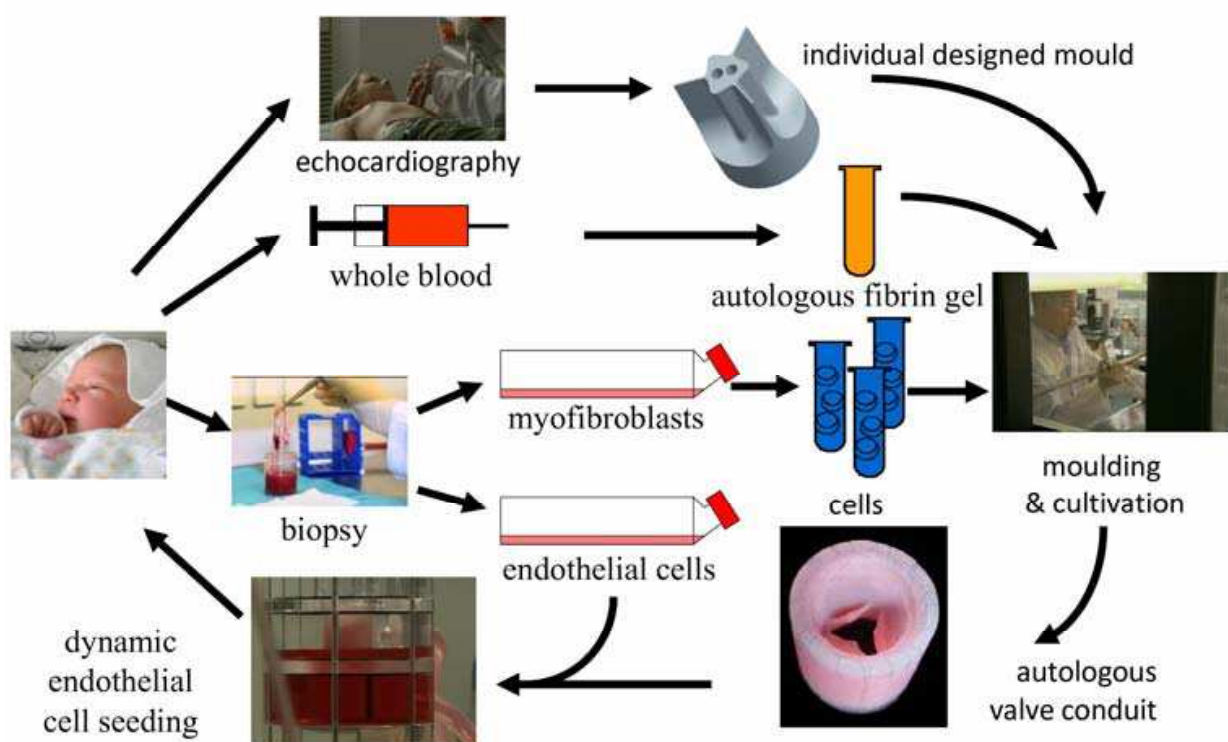 individual designed mould
echocardiography
whole blood
autologous fibrin gel
myofibroblasts
cells
moulding
& cultivation
biopsy
endothelial cells
dynamic
endothelial
cell seeding
autologous
valve conduit